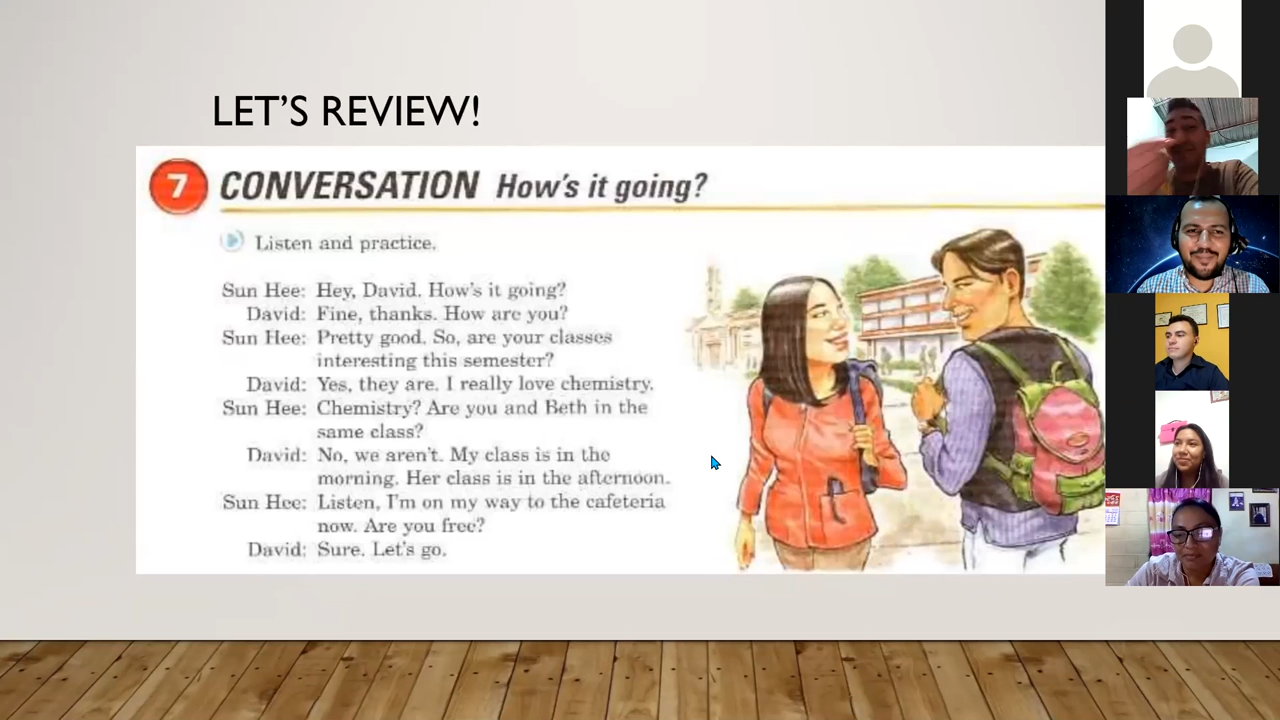 LET'S REVIEW!
7 CONVERSATION How's it going?
Listen and practice.
Sun Hee: Hey, David. How's it going?
David: Fine, thanks. How are you?
Sun Hee: Pretty good. So, are your classes
interesting this semester?
David: Yes, they are. I really love chemistry.
Sun Hee: Chemistry? Are you and Beth in the
same class?
David: No, we aren't. My class is in the
morning. Her class is in the afternoon.
Sun Hee: Listen, I'm on my way to the cafeteria
now. Are you free?
David: Sure. Let's go.